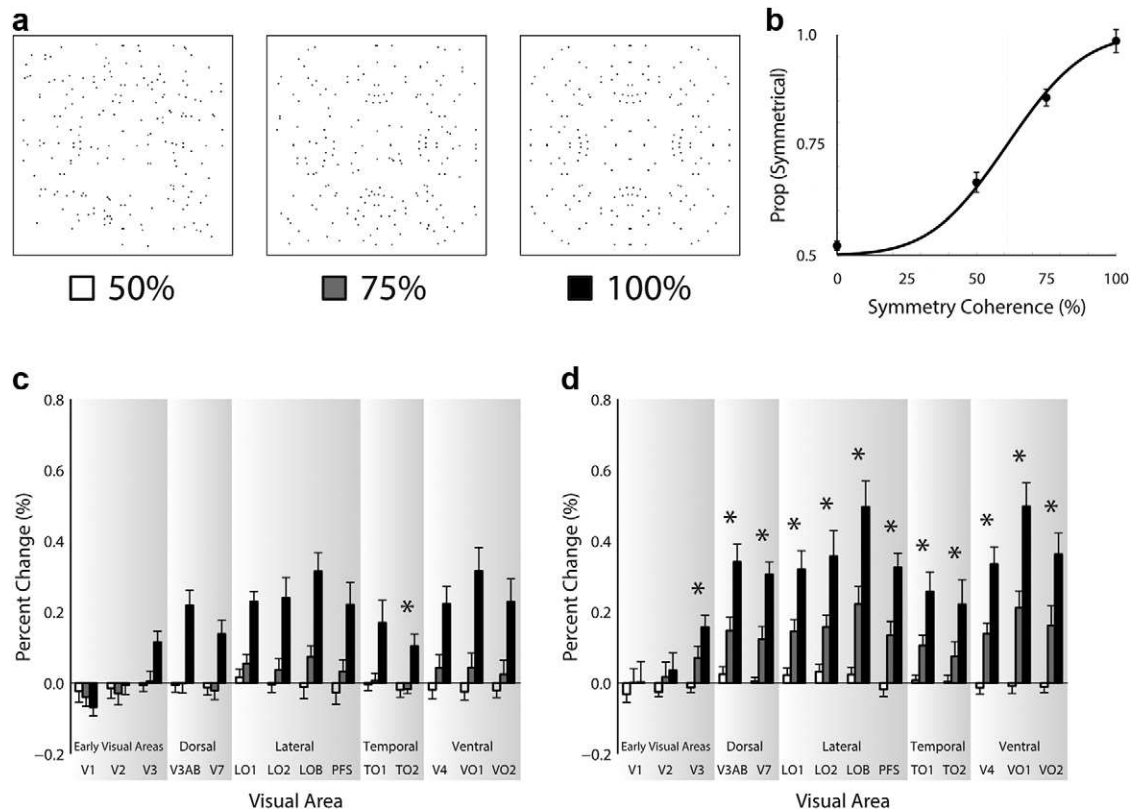 a
b
50%
75%
100%
Prop (Symmetrical)
1.0
0.75
0.5
0
25
50
75
100
Symmetry Coherence (%)
c
Percent Change (%)
0.8
0.6
0.4
0.2
0.0
−0.2
*
Early Visual Areas
Dorsal
Lateral
Temporal
Ventral
V1 V2 V3 V3AB V7 LO1 LO2 LOB PFS TO1 TO2 V4 VO1 VO2
Visual Area
d
Percent Change (%)
0.8
0.6
0.4
0.2
0.0
−0.2
* * * * * * * * * * * *
Early Visual Areas
Dorsal
Lateral
Temporal
Ventral
V1 V2 V3 V3AB V7 LO1 LO2 LOB PFS TO1 TO2 V4 VO1 VO2
Visual Area